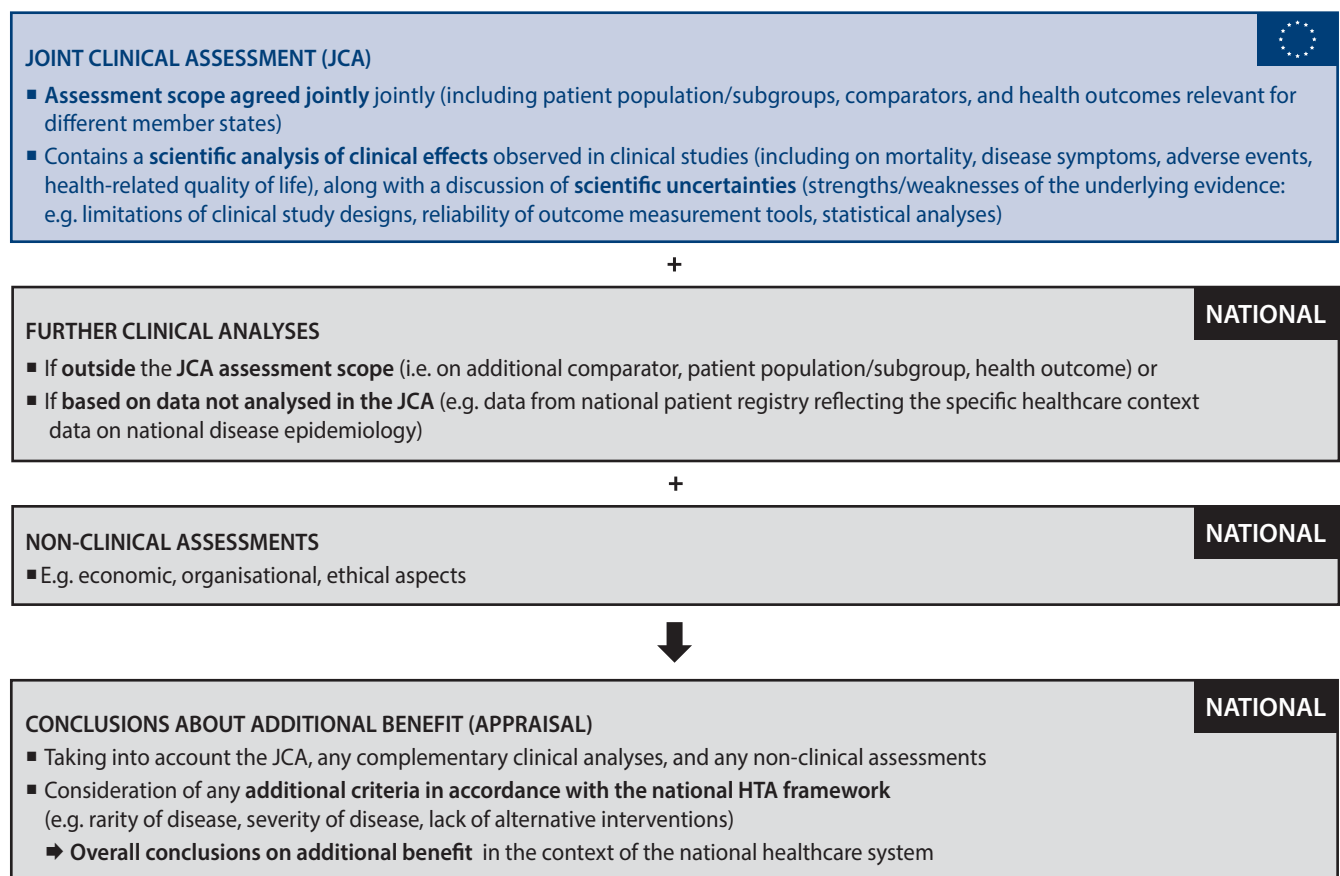 JOINT CLINICAL ASSESSMENT (JCA)
▪ Assessment scope agreed jointly jointly (including patient population/subgroups, comparators, and health outcomes relevant for
different member states)
▪ Contains a scientific analysis of clinical effects observed in clinical studies (including on mortality, disease symptoms, adverse events,
health-related quality of life), along with a discussion of scientific uncertainties (strengths/weaknesses of the underlying evidence:
e.g. limitations of clinical study designs, reliability of outcome measurement tools, statistical analyses)
+
NATIONAL
FURTHER CLINICAL ANALYSES
▪ If outside the JCA assessment scope (i.e. on additional comparator, patient population/subgroup, health outcome) or
▪ If based on data not analysed in the JCA (e.g. data from national patient registry reflecting the specific healthcare context
data on national disease epidemiology)
+
NATIONAL
NON-CLINICAL ASSESSMENTS
▪ E.g. economic, organisational, ethical aspects
NATIONAL
CONCLUSIONS ABOUT ADDITIONAL BENEFIT (APPRAISAL)
▪ Taking into account the JCA, any complementary clinical analyses, and any non-clinical assessments
▪ Consideration of any additional criteria in accordance with the national HTA framework
(e.g. rarity of disease, severity of disease, lack of alternative interventions)
➡ Overall conclusions on additional benefit in the context of the national healthcare system